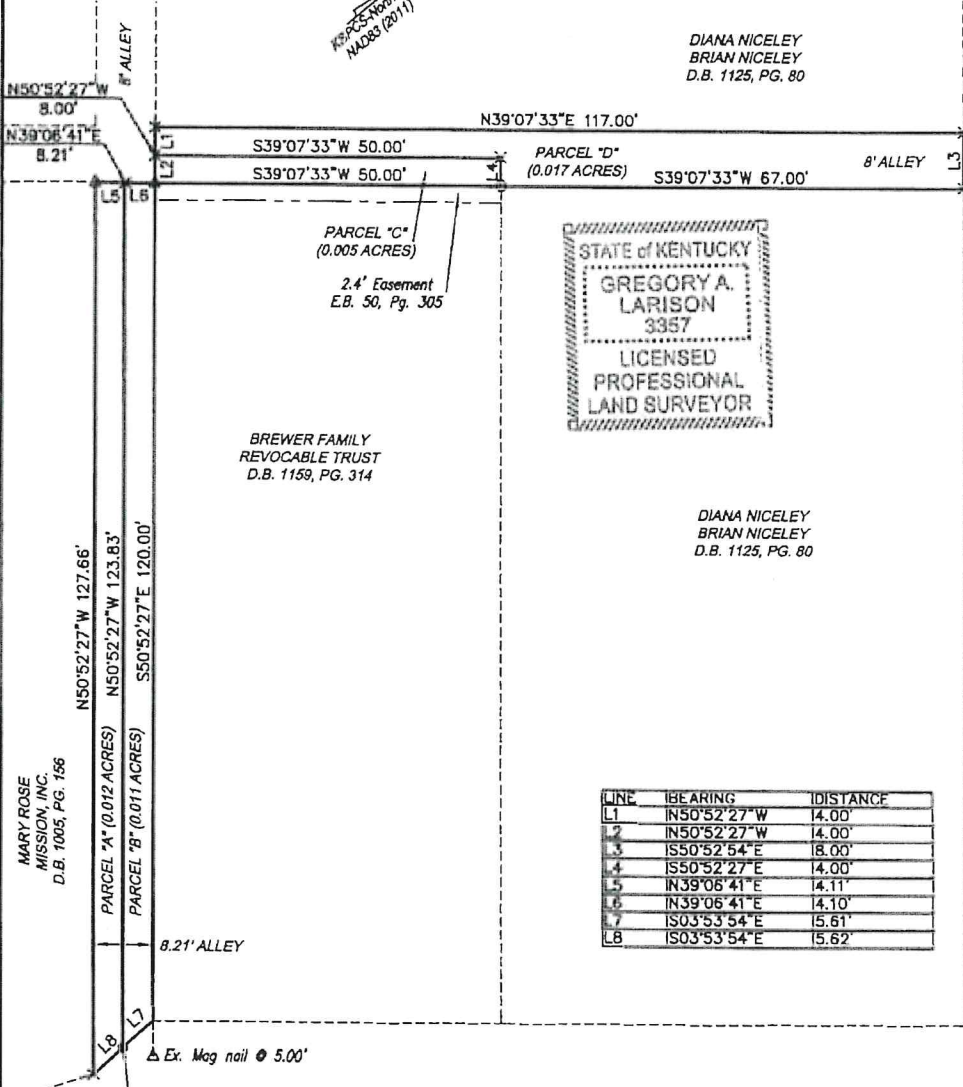 KS PCS-Nort
NAD83 (2011)
ALLEY
DIANA NICELEY
BRIAN NICELEY
D.B. 1125, PG. 80
N50°52'27"W
8.00'
N39°06'41"E
8.21'
L1
L2
N39°07'33"E 117.00'
S39°07'33"W 50.00'
S39°07'33"W 50.00'
L4
PARCEL "D"
(0.017 ACRES)
S39°07'33"W 67.00'
8' ALLEY
L3
L5 L6
PARCEL "C"
(0.005 ACRES)
2.4' Easement
E.B. 50, Pg. 305
STATE of KENTUCKY
GREGORY A.
LARISON
3357
LICENSED
PROFESSIONAL
LAND SURVEYOR
BREWER FAMILY
REVOCABLE TRUST
D.B. 1159, PG. 314
DIANA NICELEY
BRIAN NICELEY
D.B. 1125, PG. 80
N50°52'27"W 127.66'
N50°52'27"W 123.83'
S50°52'27"E 120.00'
MARY ROSE
MISSION, INC.
D.B. 1005, PG. 156
PARCEL "A" (0.012 ACRES)
PARCEL "B" (0.011 ACRES)
8.21' ALLEY
LINE BEARING DISTANCE
L1 N50°52'27"W 4.00'
L2 N50°52'27"W 4.00'
L3 S50°52'54"E 8.00'
L4 S50°52'27"E 4.00'
L5 N39°06'41"E 4.11'
L6 N39°06'41"E 4.10'
L7 S03°53'54"E 5.61'
L8 S03°53'54"E 5.62'
L7
L8
Ex. Mag nail @ 5.00'